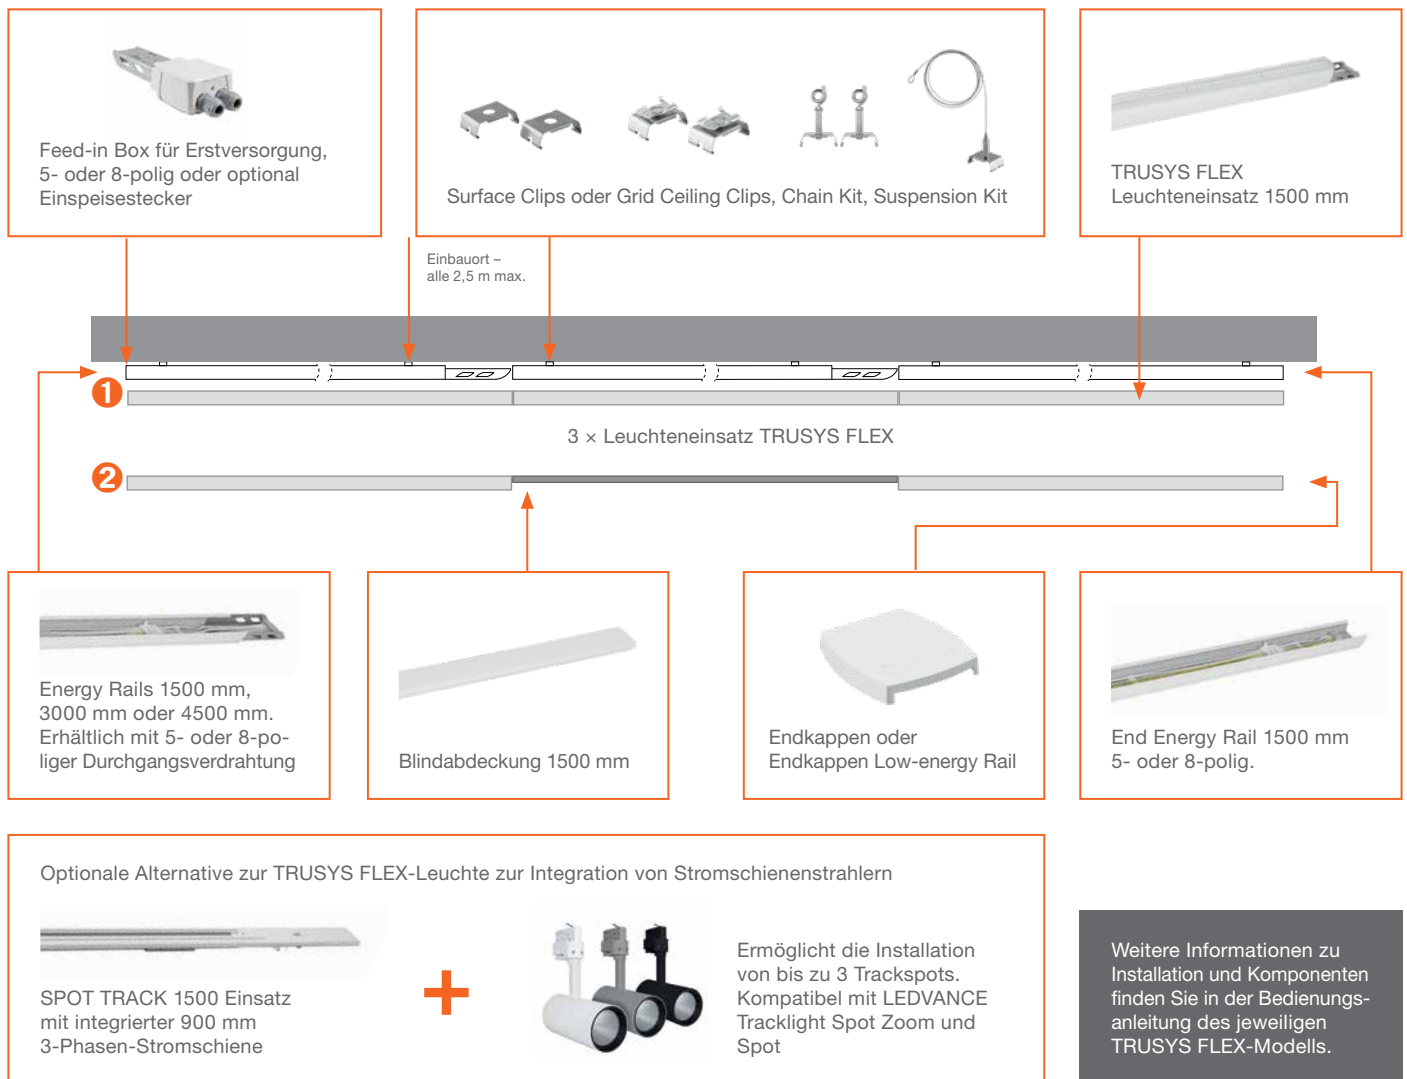 Feed-in Box für Erstversorgung,
5- oder 8-polig oder optional
Einspeisestecker
Surface Clips oder Grid Ceiling Clips, Chain Kit, Suspension Kit
TRUSYS FLEX
Leuchteneinsatz 1500 mm
Einbauort –
alle 2,5 m max.
1
3 × Leuchteneinsatz TRUSYS FLEX
2
Energy Rails 1500 mm,
3000 mm oder 4500 mm.
Erhältlich mit 5- oder 8-po-
liger Durchgangsverdrahtung
Blindabdeckung 1500 mm
Endkappen oder
Endkappen Low-energy Rail
End Energy Rail 1500 mm
5- oder 8-polig.
Optionale Alternative zur TRUSYS FLEX-Leuchte zur Integration von Stromschienenstrahlern
SPOT TRACK 1500 Einsatz
mit integrierter 900 mm
3-Phasen-Stromschiene
+
Ermöglicht die Installation
von bis zu 3 Trackspots.
Kompatibel mit LEDVANCE
Tracklight Spot Zoom und
Spot
Weitere Informationen zu
Installation und Komponenten
finden Sie in der Bedienungs-
anleitung des jeweiligen
TRUSYS FLEX-Modells.